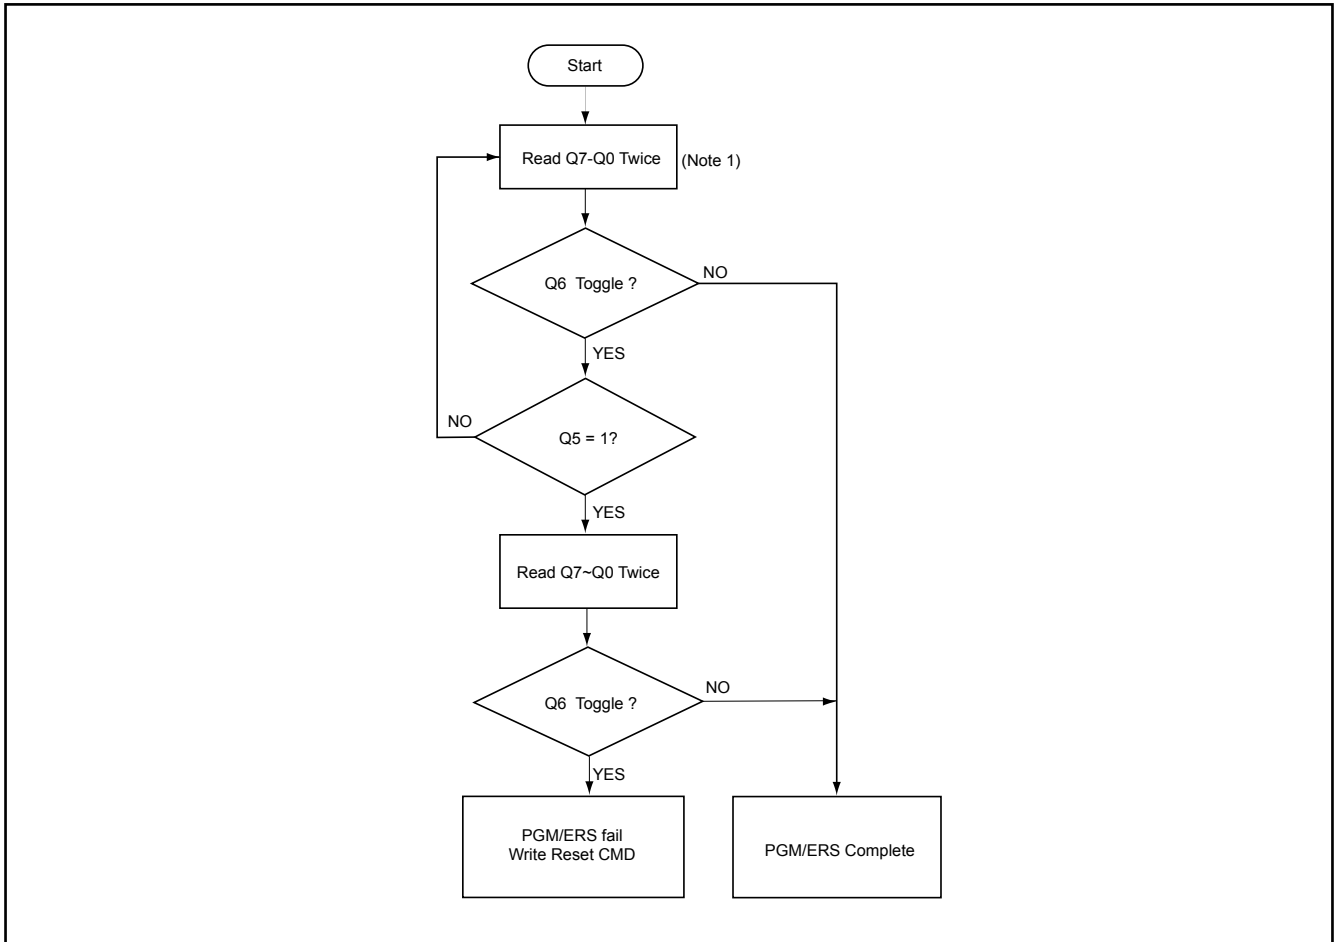 Start
Read Q7-Q0 Twice
(Note 1)
Q6 Toggle ?
NO
YES
NO
Q5 = 1?
YES
Read Q7~Q0 Twice
Q6 Toggle ?
NO
YES
PGM/ERS fail
Write Reset CMD
PGM/ERS Complete